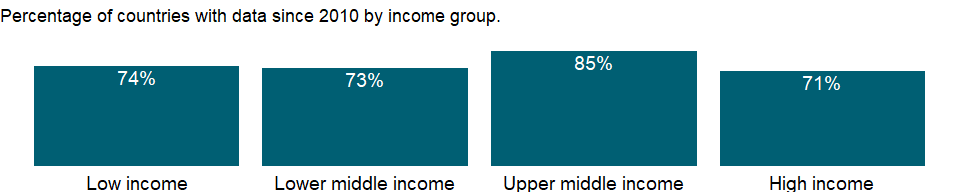 Percentage of countries with data since 2010 by income group.
74%
73%
85%
71%
Low income
Lower middle income
Upper middle income
High income